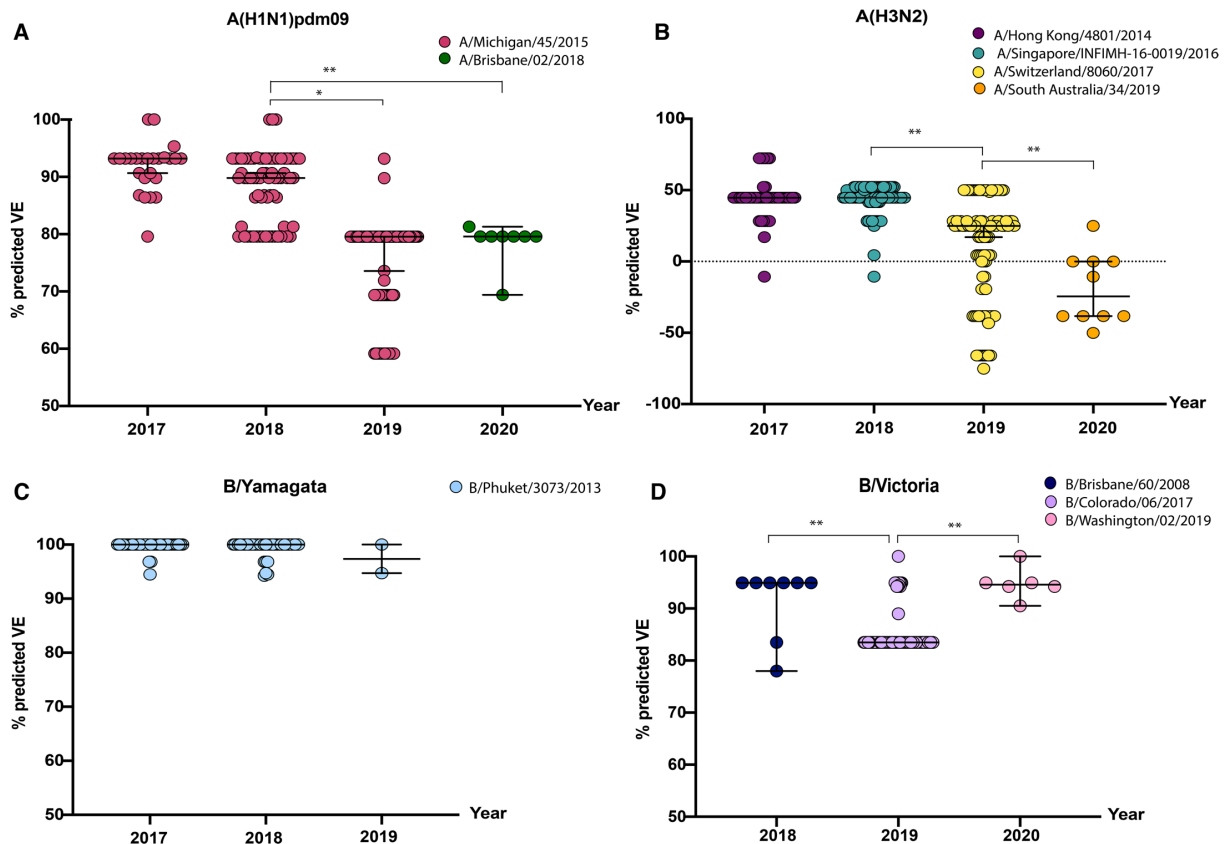 A
A(H1N1)pdm09
A/Michigan/45/2015
A/Brisbane/02/2018
**
*
% predicted VE
100
90
80
70
60
50
2017
2018
2019
2020
Year
B
A(H3N2)
A/Hong Kong/4801/2014
A/Singapore/INFIMH-16-0019/2016
A/Switzerland/8060/2017
A/South Australia/34/2019
**
**
% predicted VE
100
50
0
-50
-100
2017
2018
2019
2020
Year
C
B/Yamagata
B/Phuket/3073/2013
% predicted VE
100
90
80
70
60
50
2017
2018
2019
Year
D
B/Victoria
B/Brisbane/60/2008
B/Colorado/06/2017
B/Washington/02/2019
**
**
% predicted VE
100
90
80
70
60
50
2018
2019
2020
Year